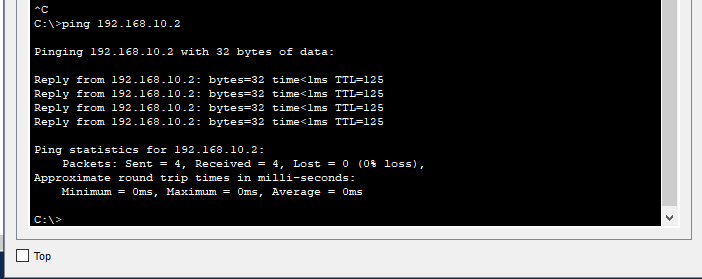 ^C
C:\>ping 192.168.10.2
Pinging 192.168.10.2 with 32 bytes of data:
Reply from 192.168.10.2: bytes=32 time<1ms TTL=125
Reply from 192.168.10.2: bytes=32 time<1ms TTL=125
Reply from 192.168.10.2: bytes=32 time<1ms TTL=125
Reply from 192.168.10.2: bytes=32 time<1ms TTL=125
Ping statistics for 192.168.10.2:
    Packets: Sent = 4, Received = 4, Lost = 0 (0% loss),
Approximate round trip times in milli-seconds:
    Minimum = 0ms, Maximum = 0ms, Average = 0ms
C:\>
Top